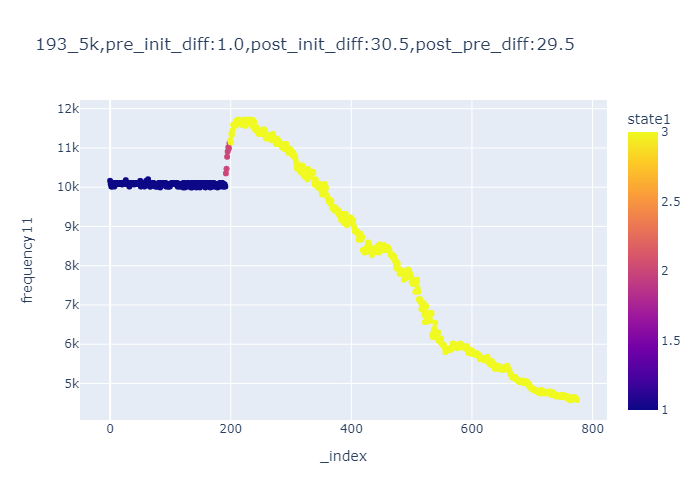 193_5k,pre_init_diff:1.0,post_init_diff:30.5,post_pre_diff:29.5
state1
12k
11k
10k
9k
8k
7k
6k
5k
frequency11
0
200
400
600
800
_index
3
2.5
2
1.5
1